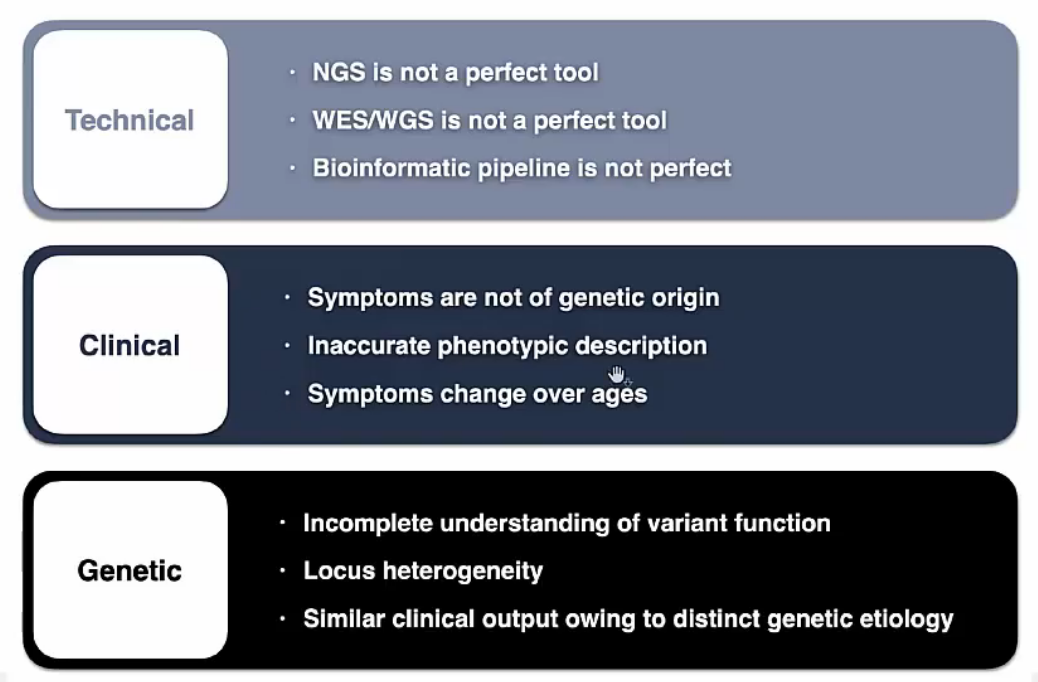 Technical
· NGS is not a perfect tool
· WES/WGS is not a perfect tool
· Bioinformatic pipeline is not perfect
Clinical
· Symptoms are not of genetic origin
· Inaccurate phenotypic description
· Symptoms change over ages
Genetic
· Incomplete understanding of variant function
· Locus heterogeneity
· Similar clinical output owing to distinct genetic etiology